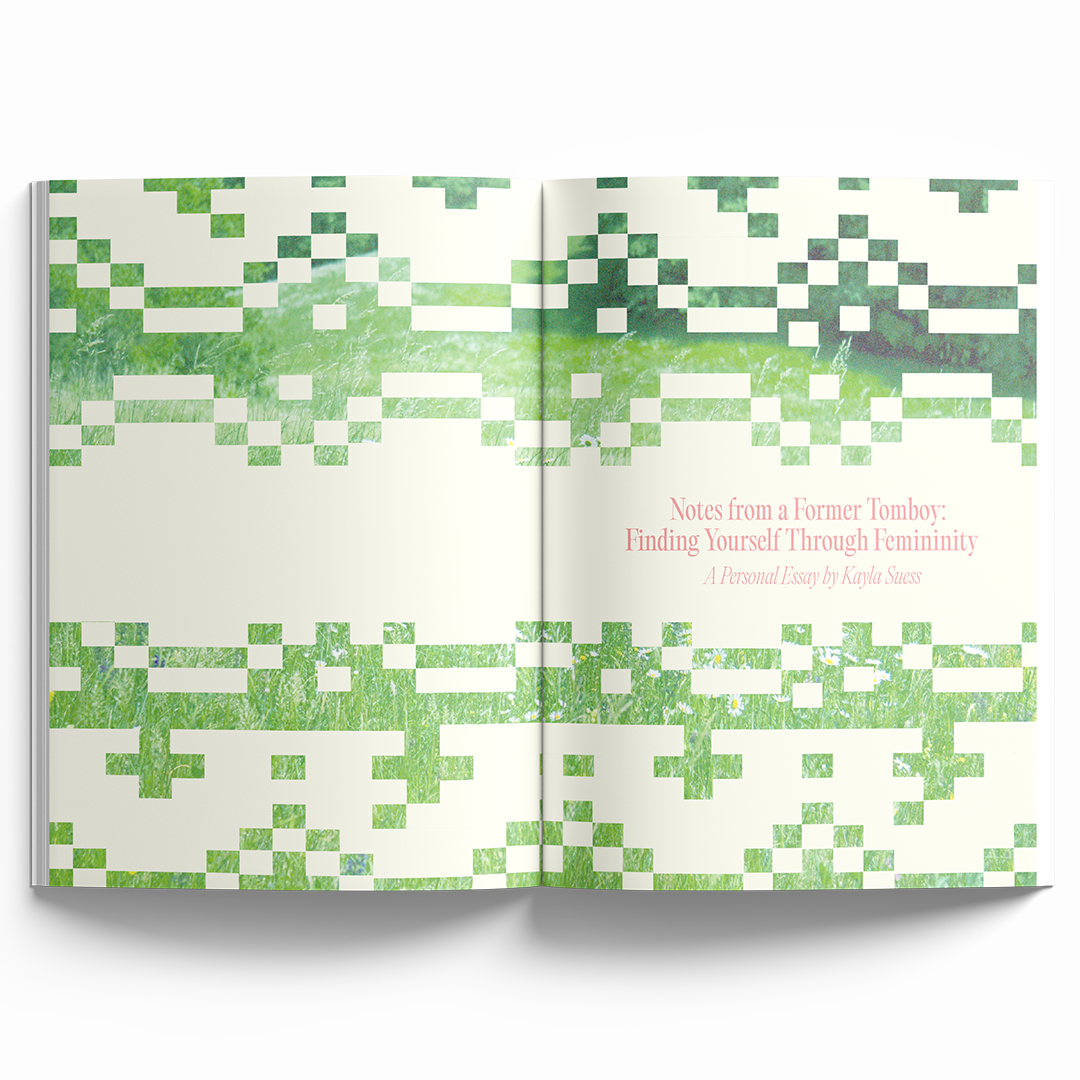 Notes from a Former Tomboy:
Finding Yourself Through Femininity
A Personal Essay by Kayla Suess